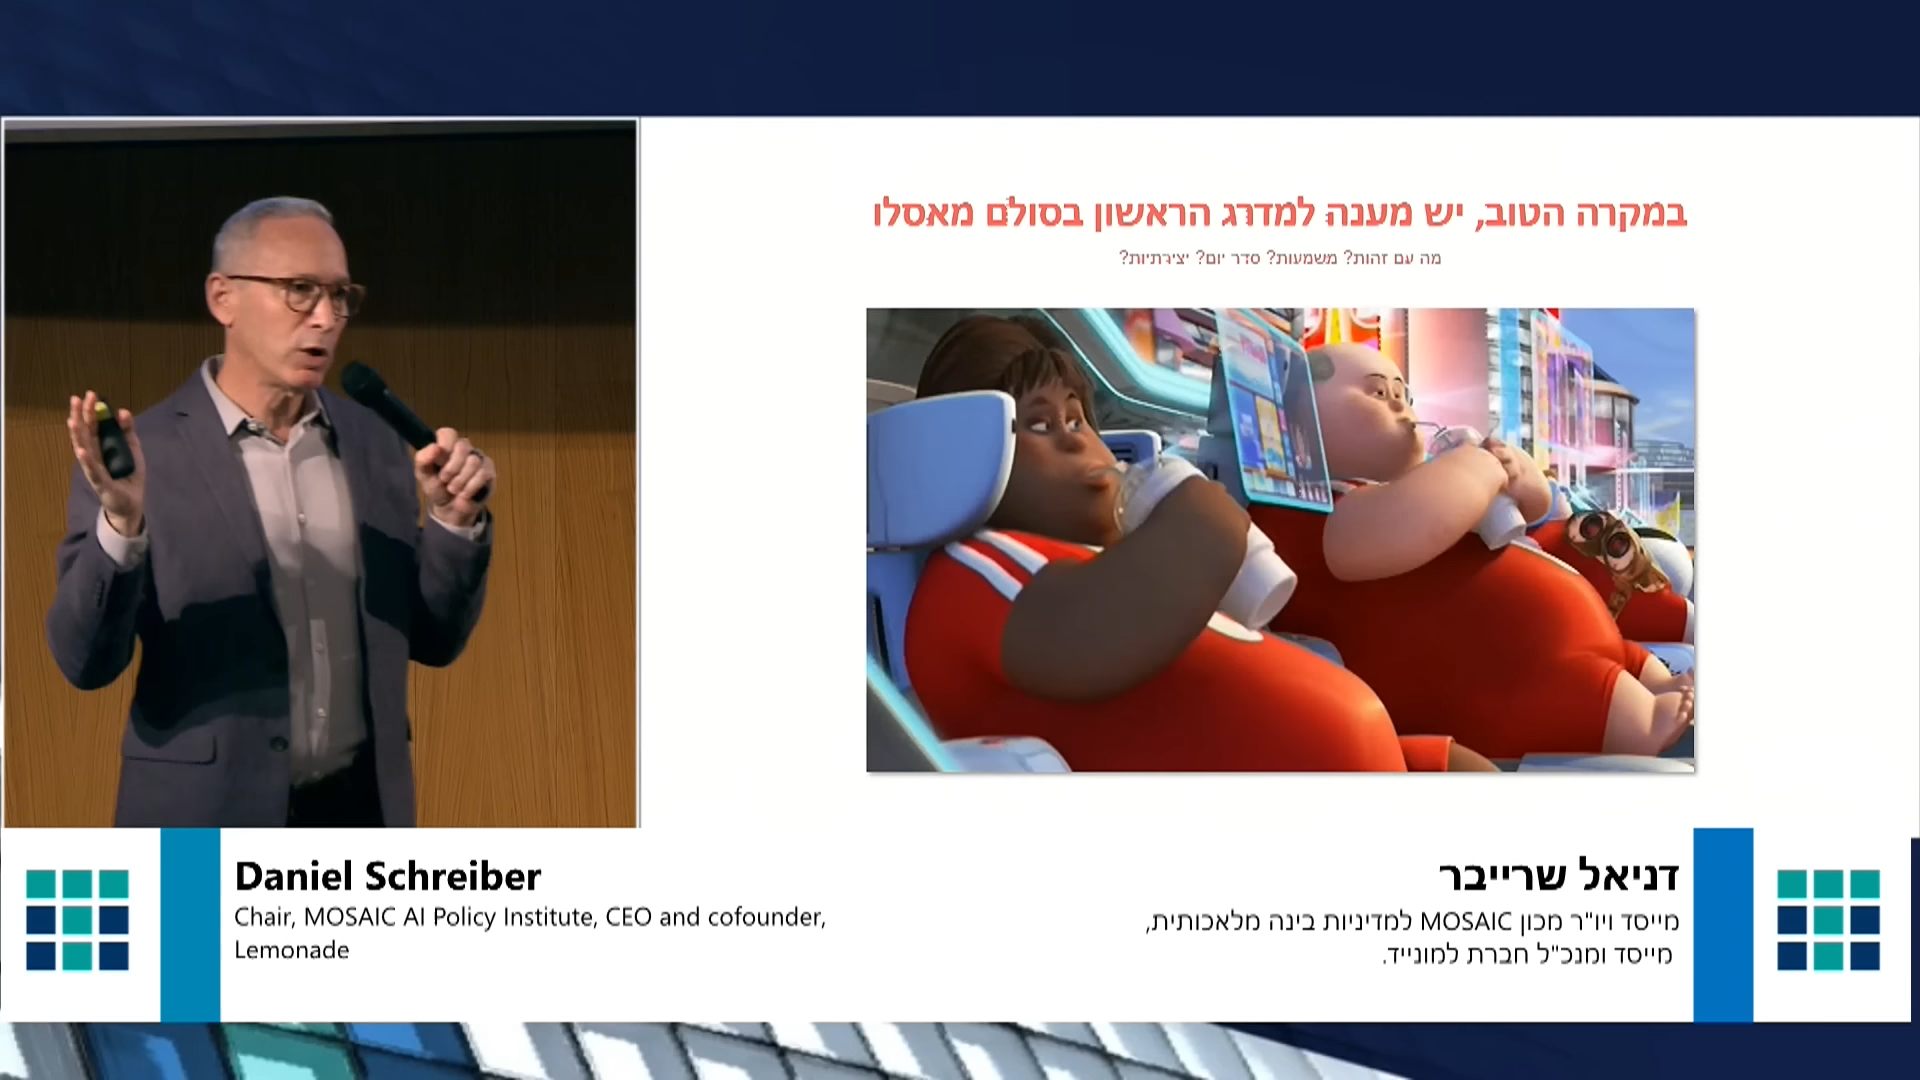 במקרה הטוב, יש מענה למדרג הראשון בסולם מאסלו
מה עם זהות? משמעות? סדר יום? יצירתיות?
Daniel Schreiber
Chair, MOSAIC AI Policy Institute, CEO and cofounder,
Lemonade
דניאל שרייבר
מייסד ויו"ר מכון MOSAIC למדיניות בינה מלאכותית,
מייסד ומנכ"ל חברת למונייד.